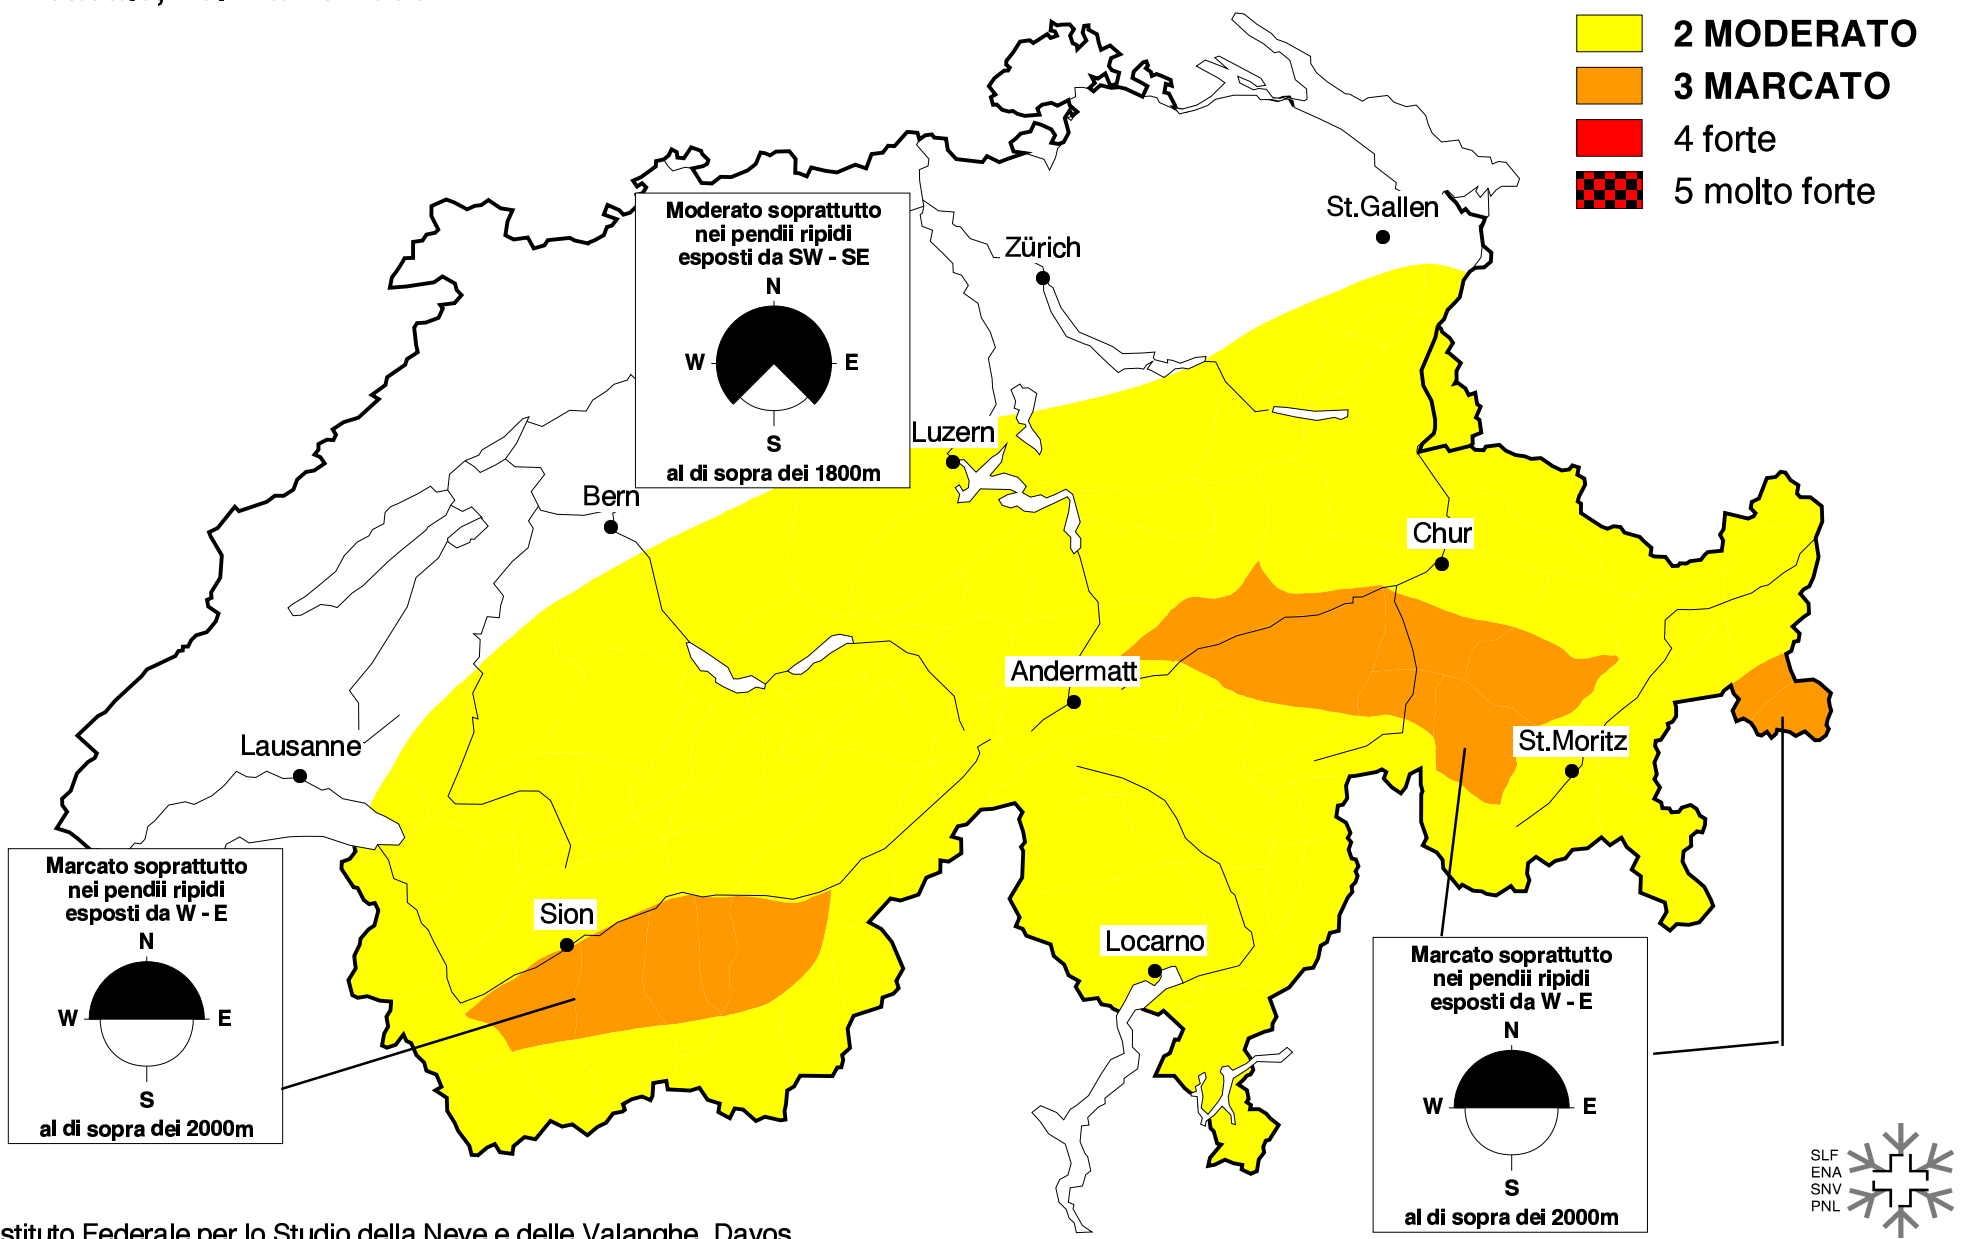 2 MODERATO
3 MARCATO
4 forte
5 molto forte
Moderato soprattutto
nei pendii ripidi
esposti da SW - SE
N
W
E
S
al di sopra dei 1800m
St.Gallen
Zürich
Luzern
Bern
Chur
Andermatt
Lausanne
St.Moritz
Sion
Locarno
Marcato soprattutto
nei pendii ripidi
esposti da W - E
N
W
E
S
al di sopra dei 2000m
Marcato soprattutto
nei pendii ripidi
esposti da W - E
N
W
E
S
al di sopra dei 2000m
SLF
ENA
SNV
PNL
stituto Federale per lo Studio della Neve e delle Valanghe, Davos